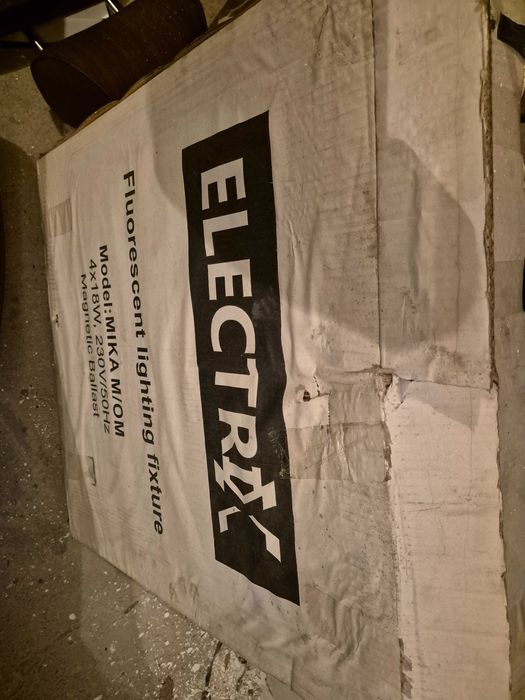 ELECTRA
Fluorescent lighting fixture
Model:MIKA M/OM
4x18W, 230V/50Hz
Magnetic Ballast